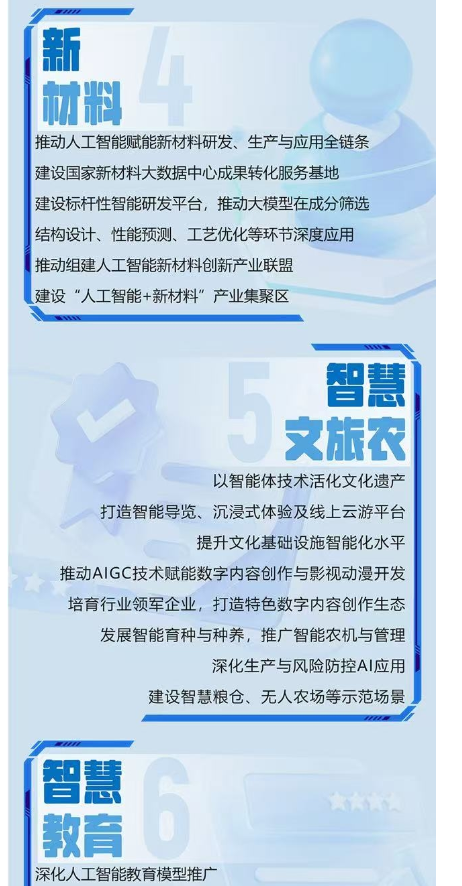 4
新
材料
推动人工智能赋能新材料研发、生产与应用全链条
建设国家新材料大数据中心成果转化服务基地
建设标杆性智能研发平台，推动大模型在成分筛选
结构设计、性能预测、工艺优化等环节深度应用
推动组建人工智能新材料创新产业联盟
建设“人工智能+新材料”产业集聚区
5
智慧
文旅农
以智能体技术活化文化遗产
打造智能导览、沉浸式体验及线上云游平台
提升文化基础设施智能化水平
推动AIGC技术赋能数字内容创作与影视动漫开发
培育行业领军企业，打造特色数字内容创作生态
发展智能育种与种养，推广智能农机与管理
深化生产与风险防控AI应用
建设智慧粮仓、无人农场等示范场景
6
智慧
教育
深化人工智能教育模型推广